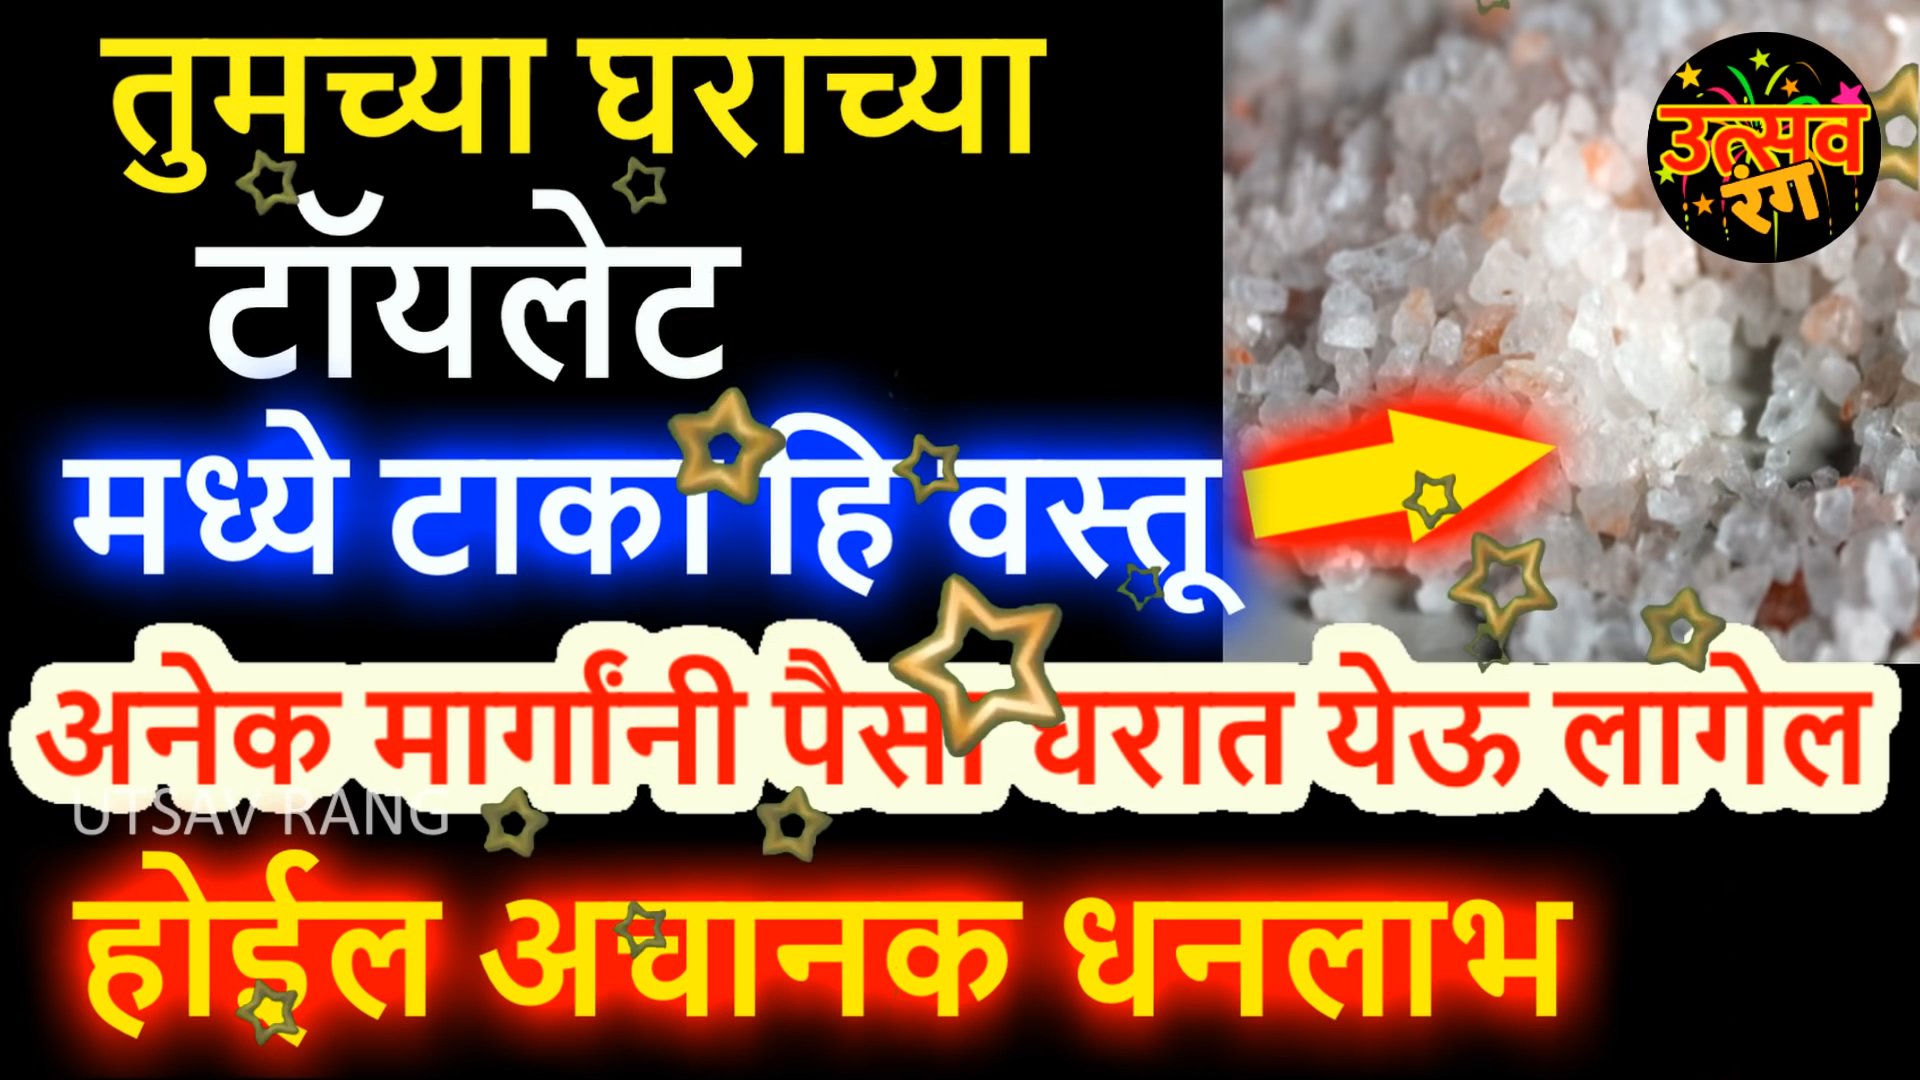 तुमच्या घराच्या
टॉयलेट
मध्ये टाका हि वस्तू
अनेक मार्गांनी पैसा घरात येऊ लागेल
UTSAV RANG
होईल अचानक धनलाभ
उत्सव
रंग